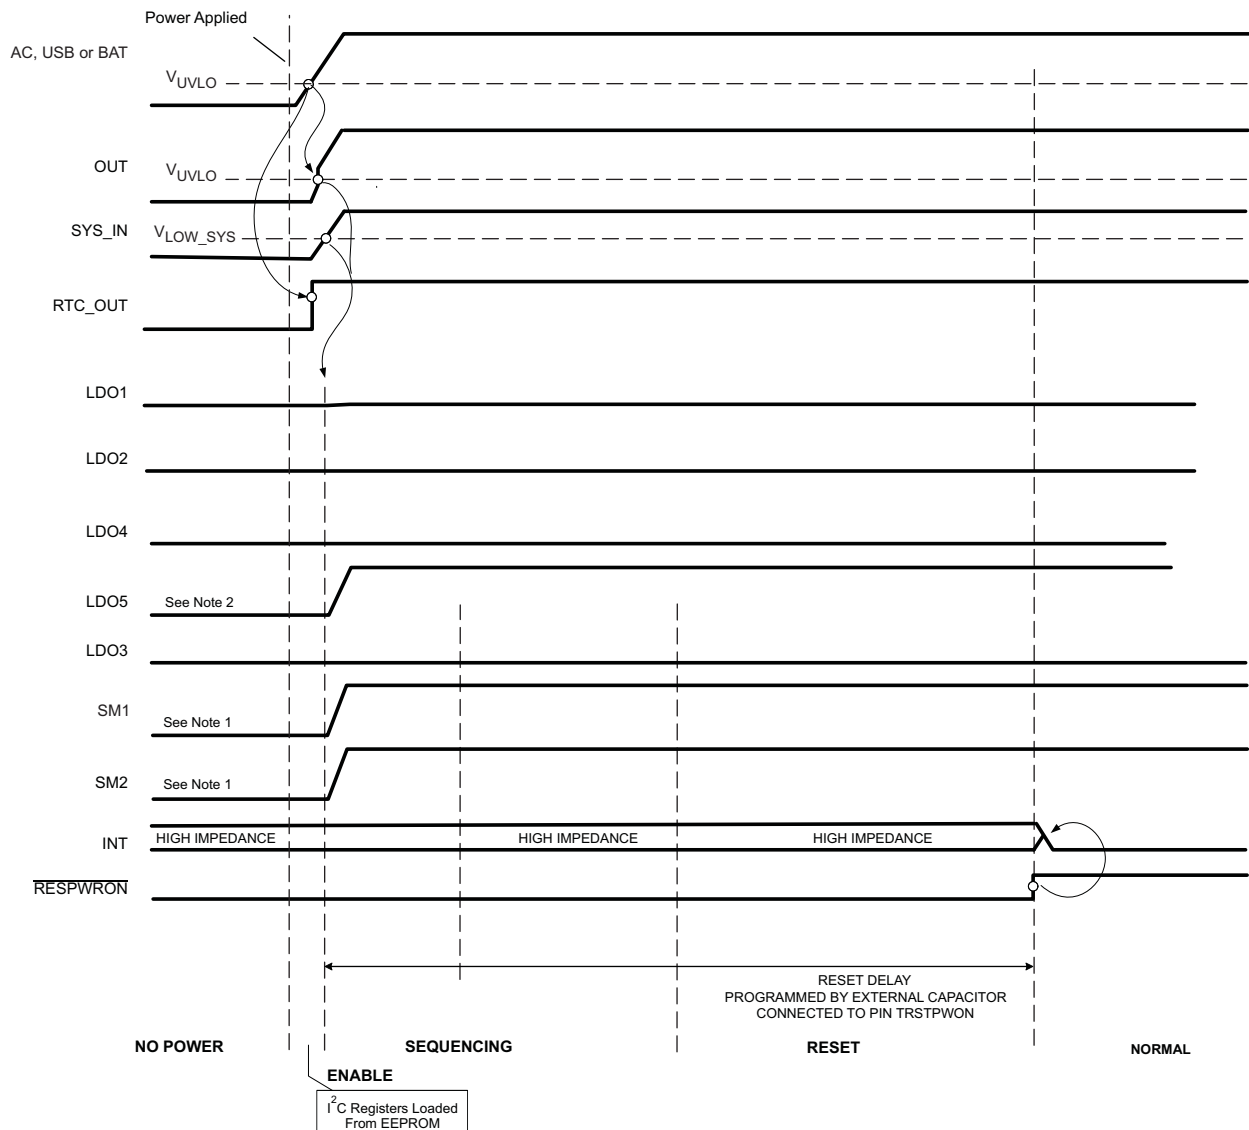 Power Applied
AC, USB or BAT
VUVLO
OUT
VUVLO
SYS_IN
VLOW_SYS
RTC_OUT
LDO1
LDO2
LDO4
LDO5
See Note 2
LDO3
SM1
See Note 1
SM2
See Note 1
INT
HIGH IMPEDANCE
HIGH IMPEDANCE
HIGH IMPEDANCE
RESPWRON
RESET DELAY
PROGRAMMED BY EXTERNAL CAPACITOR
CONNECTED TO PIN TRSTPWON
NO POWER
SEQUENCING
RESET
NORMAL
ENABLE
I2C Registers Loaded
From EEPROM